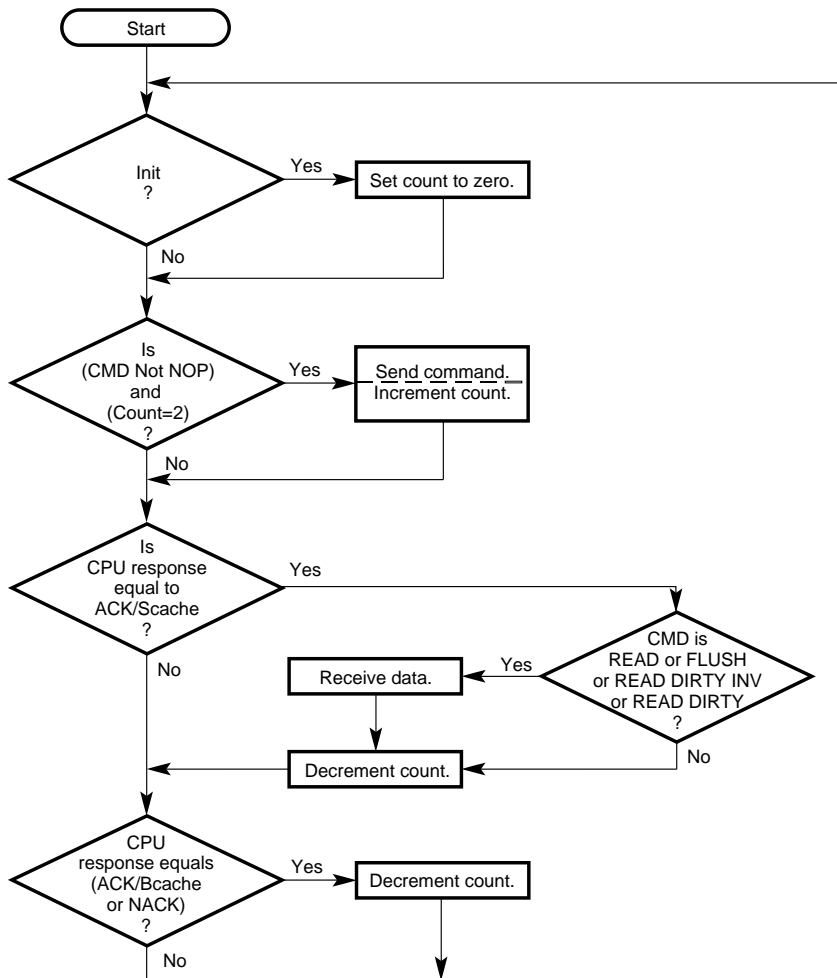 Start
Init
?
Yes
Set count to zero.
No
Is
(CMD Not NOP)
and
(Count=2)
?
Yes
Send command.
Increment count.
No
Is
CPU response
equal to
ACK/Scache
?
Yes
CMD is
READ or FLUSH
or READ DIRTY INV
or READ DIRTY
?
Yes
Receive data.
No
No
Decrement count.
CPU
response equals
(ACK/Bcache
or NACK)
?
Yes
Decrement count.
No